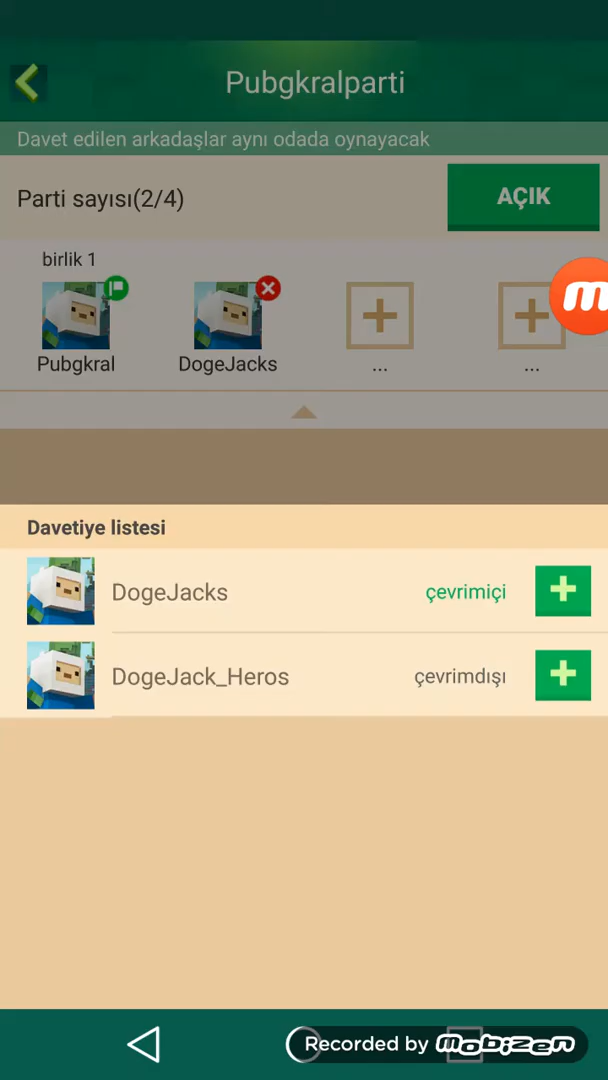 Pubgkralparti
Davet edilen arkadaşlar aynı odada oynayacak
Parti sayısı(2/4)
AÇIK
birlik 1
Pubgkral
DogeJacks
...
...
Davetiye listesi
DogeJacks
çevrimiçi
DogeJack_Heros
çevrimdışı
Recorded by mobizen